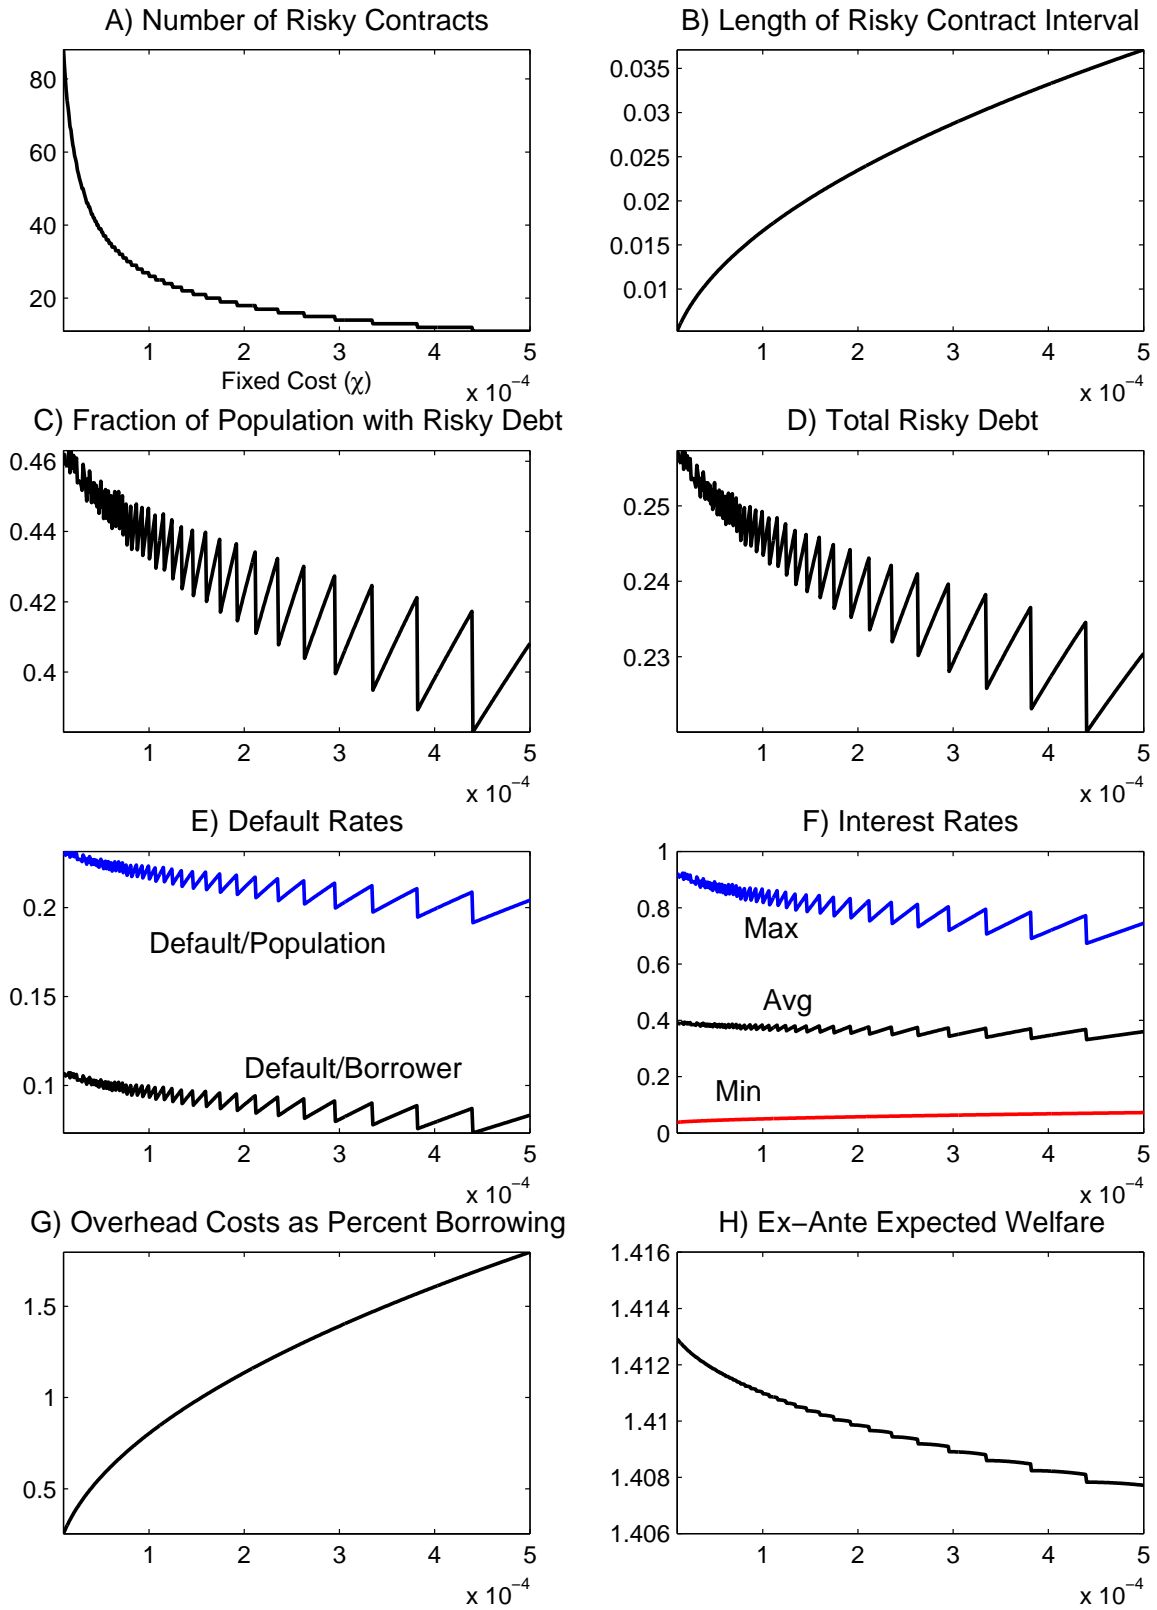 A) Number of Risky Contracts
80
60
40
20
1 2 3 4 5
Fixed Cost (χ)
x 10−4
B) Length of Risky Contract Interval
0.035
0.03
0.025
0.02
0.015
0.01
1 2 3 4 5
x 10−4
C) Fraction of Population with Risky Debt
0.46
0.44
0.42
0.4
1 2 3 4 5
x 10−4
D) Total Risky Debt
0.25
0.24
0.23
1 2 3 4 5
x 10−4
E) Default Rates
0.2
0.15
0.1
Default/Population
Default/Borrower
1 2 3 4 5
x 10−4
F) Interest Rates
1
0.8
0.6
0.4
0.2
0
Max
Avg
Min
1 2 3 4 5
x 10−4
G) Overhead Costs as Percent Borrowing
1.5
1
0.5
1 2 3 4 5
x 10−4
H) Ex−Ante Expected Welfare
1.416
1.414
1.412
1.41
1.408
1.406
1 2 3 4 5
x 10−4